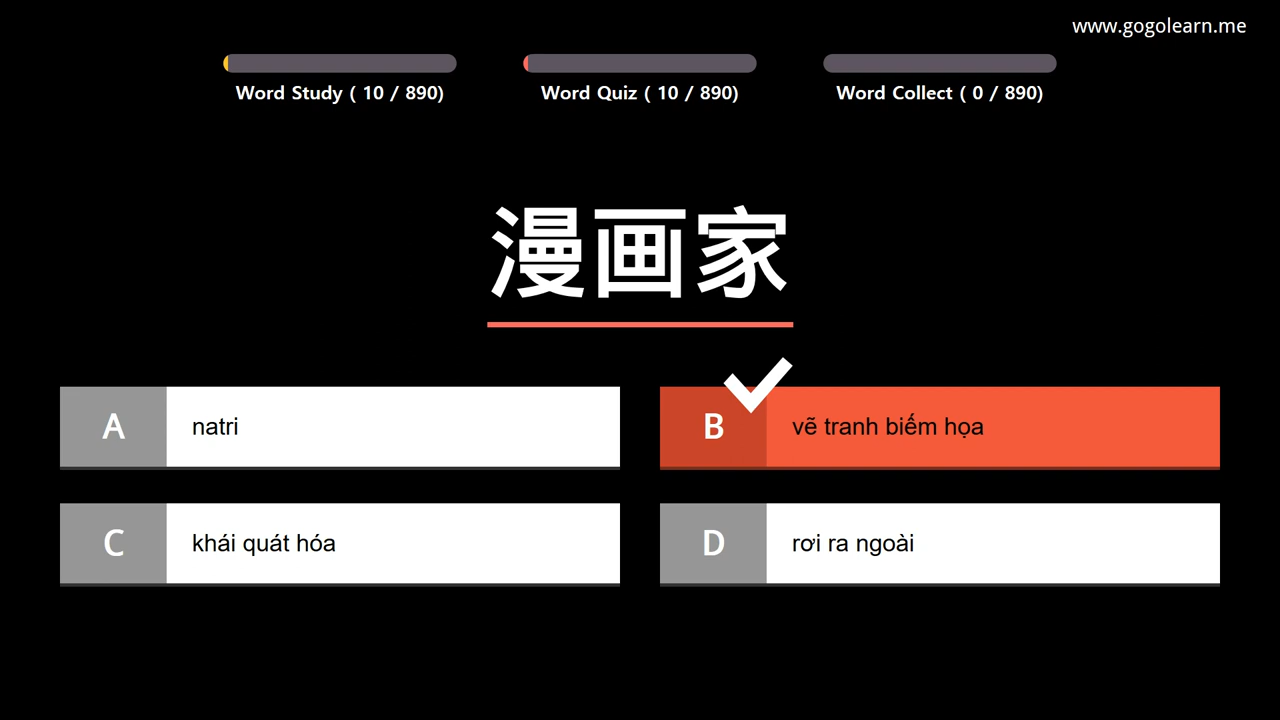 www.gogolearn.me
Word Study ( 10 / 890)
Word Quiz ( 10 / 890)
Word Collect ( 0 / 890)
漫画家
A natri
B vẽ tranh biếm họa
C khái quát hóa
D rơi ra ngoài